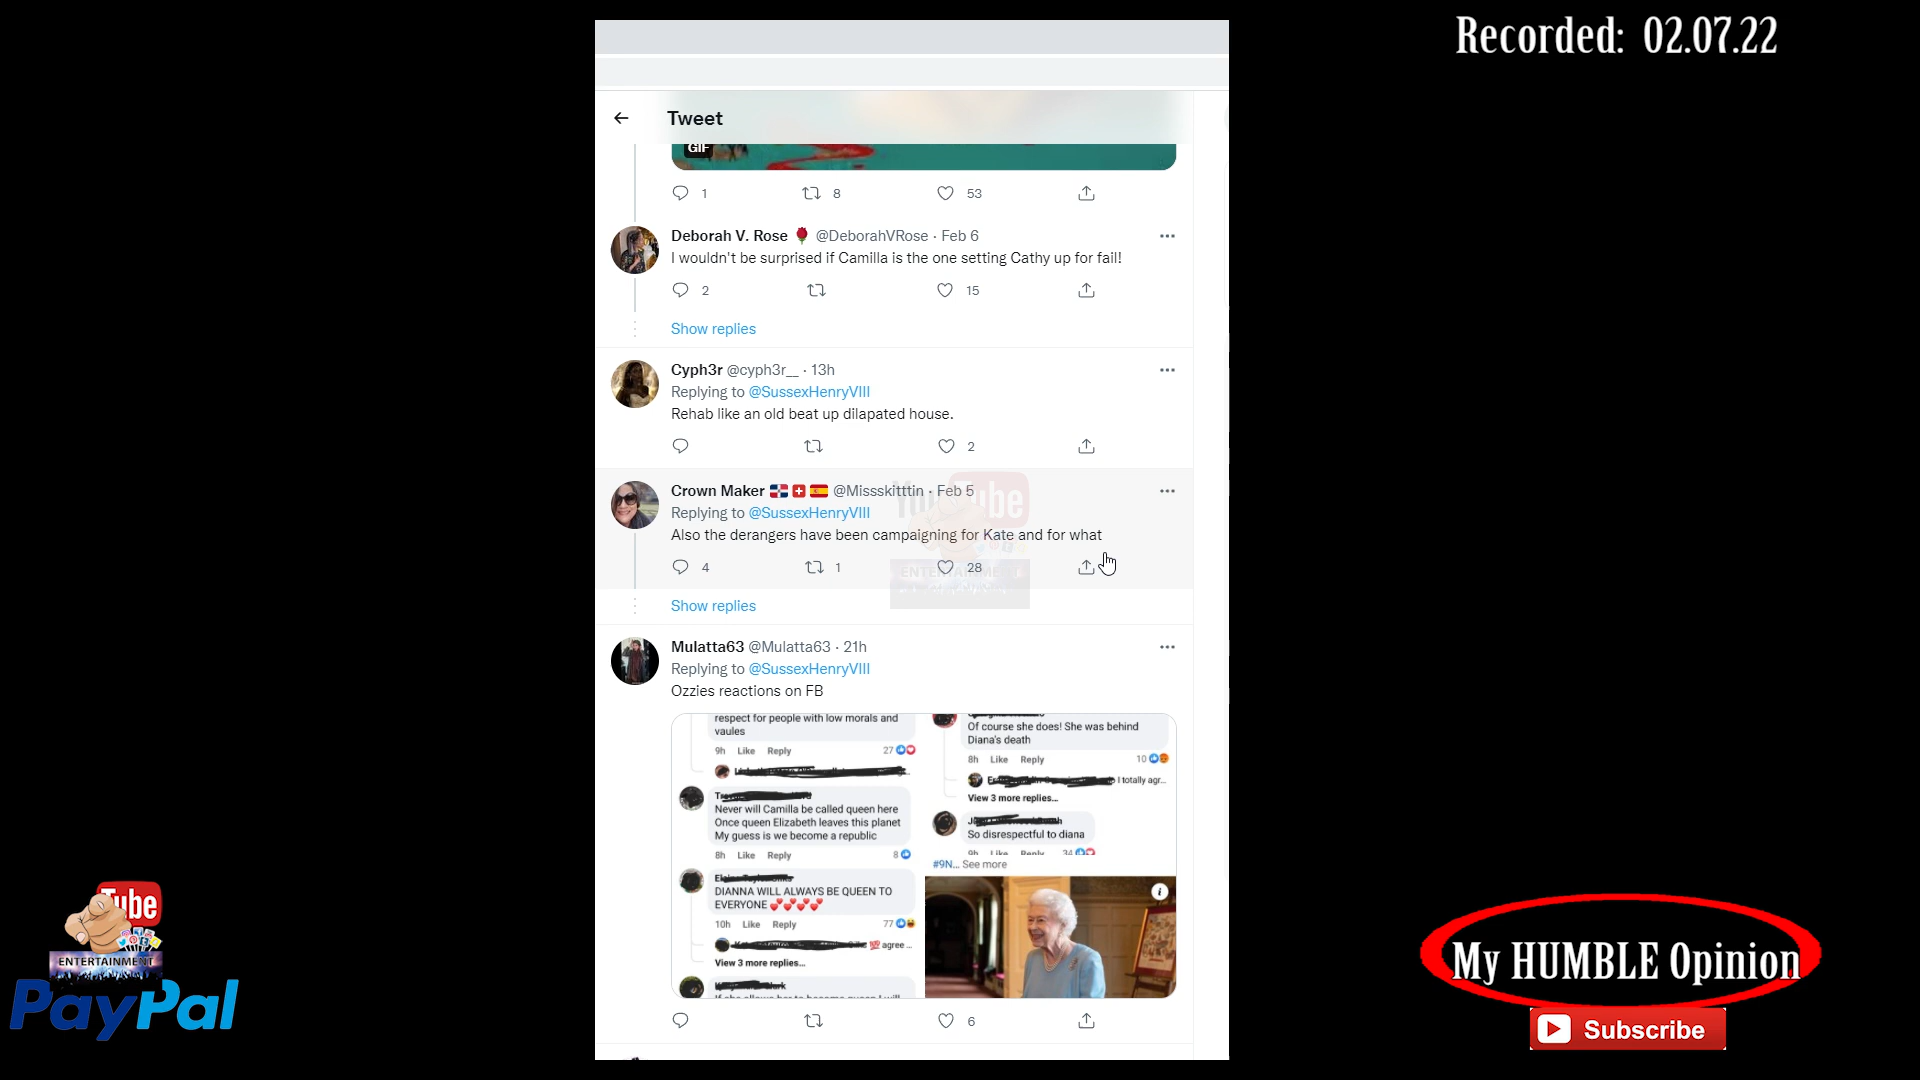 Recorded: 02.07.22
Tweet
GIF
1 8 53
Deborah V. Rose 🌹 @DeborahVRose · Feb 6
I wouldn't be surprised if Camilla is the one setting Cathy up for fail!
2 15
Show replies
Cyph3r @cyph3r__ · 13h
Replying to @SussexHenryVIII
Rehab like an old beat up dilapated house.
2
Crown Maker 🇩🇴🇨🇭🇪🇸 @Missskitttin · Feb 5
Replying to @SussexHenryVIII
Also the derangers have been campaigning for Kate and for what
4 1 28
YouTube
ENTERTAINMENT
Show replies
Mulatta63 @Mulatta63 · 21h
Replying to @SussexHenryVIII
Ozzies reactions on FB
respect for people with low morals and
vaules
9h Like Reply 27
Never will Camilla be called queen here
Once queen Elizabeth leaves this planet
My guess is we become a republic
8h Like Reply 8
DIANNA WILL ALWAYS BE QUEEN TO
EVERYONE 💕💕💕💕
10h Like Reply 77
💯 agree ...
View 3 more replies...
Of course she does! She was behind
Diana's death
8h Like Reply 10
I totally agr...
View 3 more replies...
So disrespectful to diana
9h Like Reply 34
#9N... See more
6
Tube
ENTERTAINMENT
PayPal
My HUMBLE Opinion
Subscribe